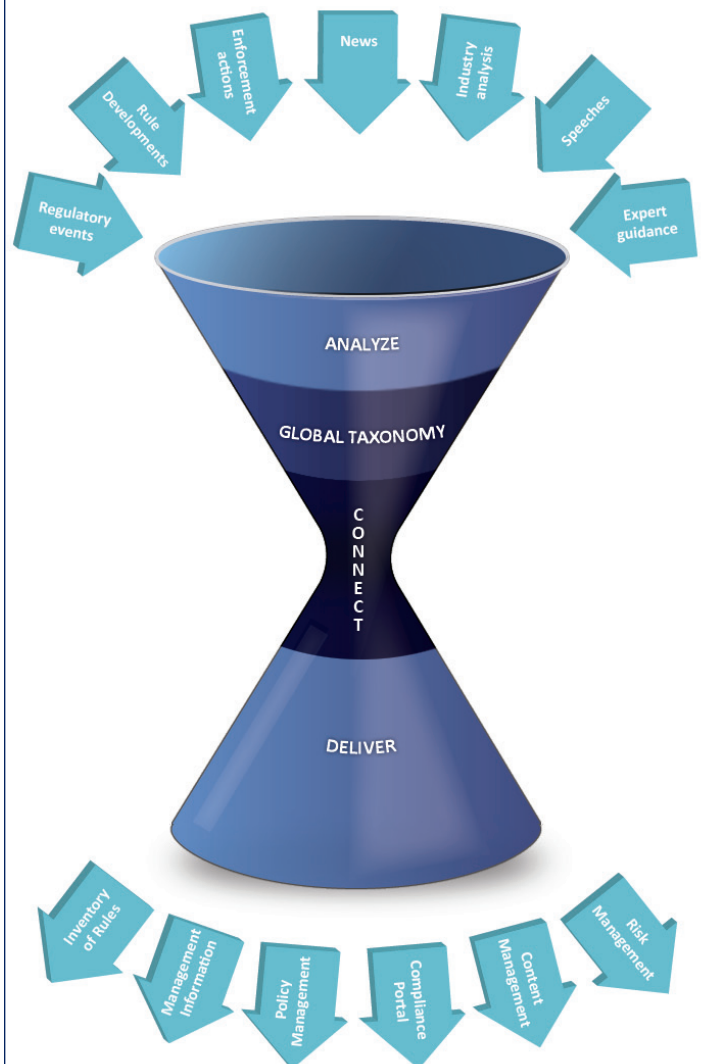 Regulatory
events
Rule
Developments
Enforcement
actions
News
Industry
analysis
Speeches
Expert
guidance
ANALYZE
GLOBAL TAXONOMY
CONNECT
DELIVER
Inventory
of Rules
Management
Information
Policy
Management
Compliance
Portal
Content
Management
Risk
Management